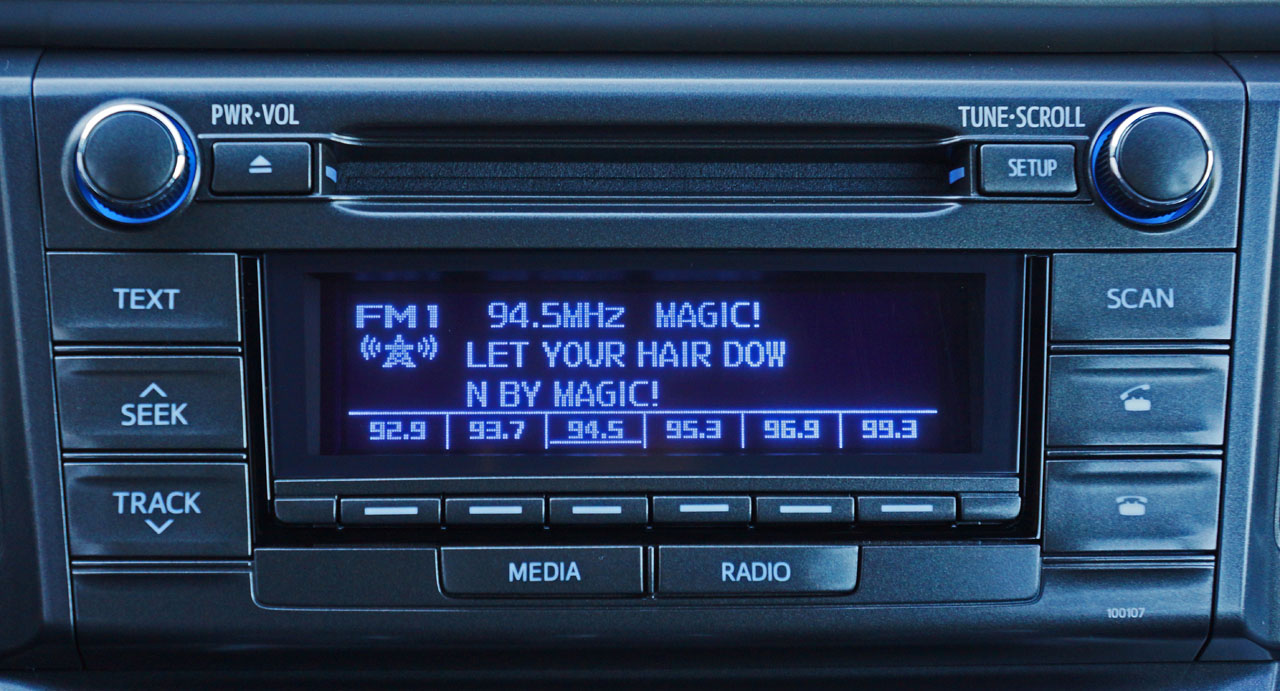 PWR·VOL
TUNE·SCROLL
SETUP
TEXT
SCAN
FM1 94.5MHz MAGIC!
LET YOUR HAIR DOW
N BY MAGIC!
SEEK
92.9 93.7 94.5 95.3 96.9 99.3
TRACK
MEDIA
RADIO
100107